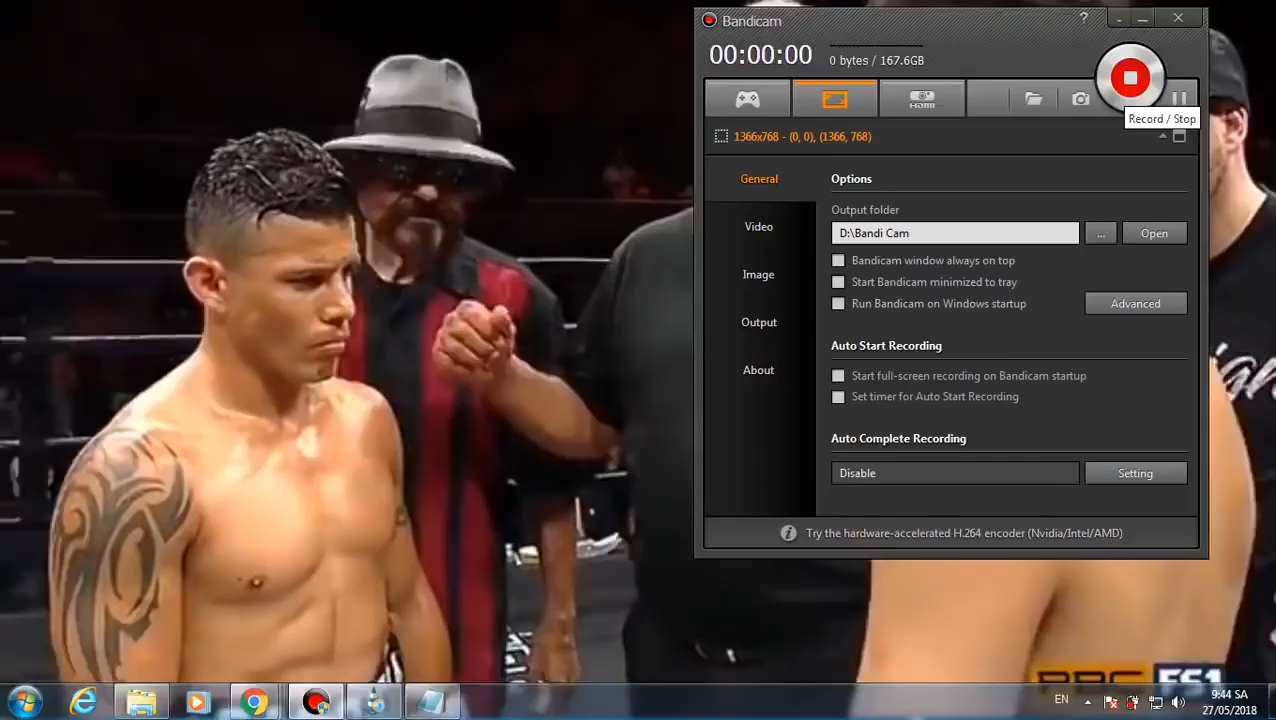 Bandicam
?
00:00:00
0 bytes / 167.6GB
HDMI
Record / Stop
1366x768 - (0, 0), (1366, 768)
General
Video
Image
Output
About
Options
Output folder
D:\Bandi Cam
...
Open
Bandicam window always on top
Start Bandicam minimized to tray
Run Bandicam on Windows startup
Advanced
Auto Start Recording
Start full-screen recording on Bandicam startup
Set timer for Auto Start Recording
Auto Complete Recording
Disable
Setting
Try the hardware-accelerated H.264 encoder (Nvidia/Intel/AMD)
FS1
EN
9:44 SA
27/05/2018